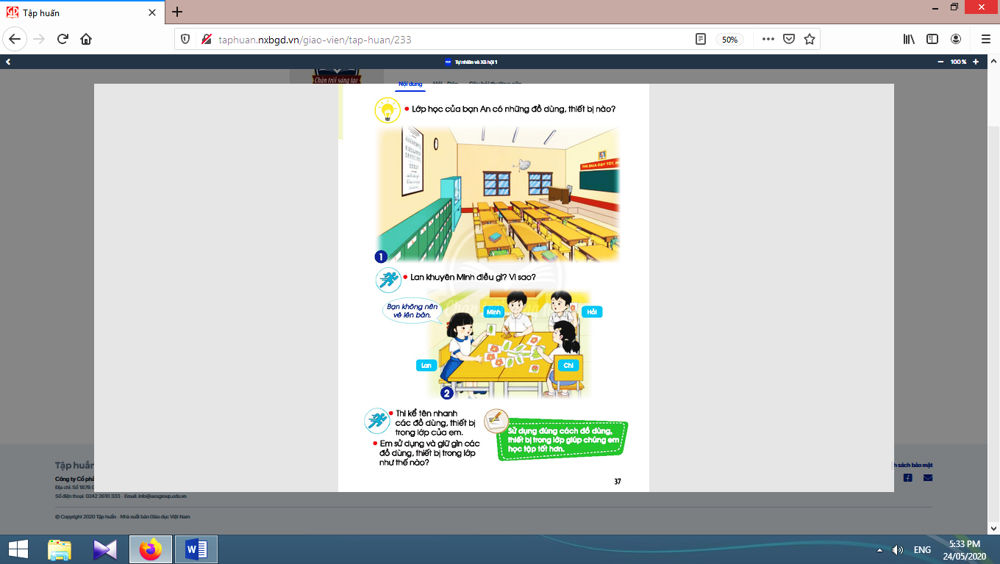 Tập huấn
taphuan.nxbgd.vn/giao-vien/tap-huan/233
50%
Tự nhiên và Xã hội 1
100 %
Chân trời sáng tạo
Nội dung
Lớp học của bạn An có những đồ dùng, thiết bị nào?
THI ĐUA DẠY TỐT, H
1
Lan khuyên Minh điều gì? Vì sao?
Bạn không nên
vẽ lên bàn.
Minh
Hải
Lan
Chi
2
Thi kể tên nhanh
các đồ dùng, thiết bị
trong lớp của em.
Em sử dụng và giữ gìn các
đồ dùng, thiết bị trong lớp
như thế nào?
Sử dụng đúng cách đồ dùng,
thiết bị trong lớp giúp chúng em
học tập tốt hơn.
37
Tập huấn
Công ty Cổ ph
Địa chỉ: Số 187B G
Số điện thoại: 0242 2610 333 - Email: info@aesgroup.edu.vn
h sách bảo mật
© Copyright 2020 Tập huấn - Nhà xuất bản Giáo dục Việt Nam
ENG
5:33 PM
24/05/2020